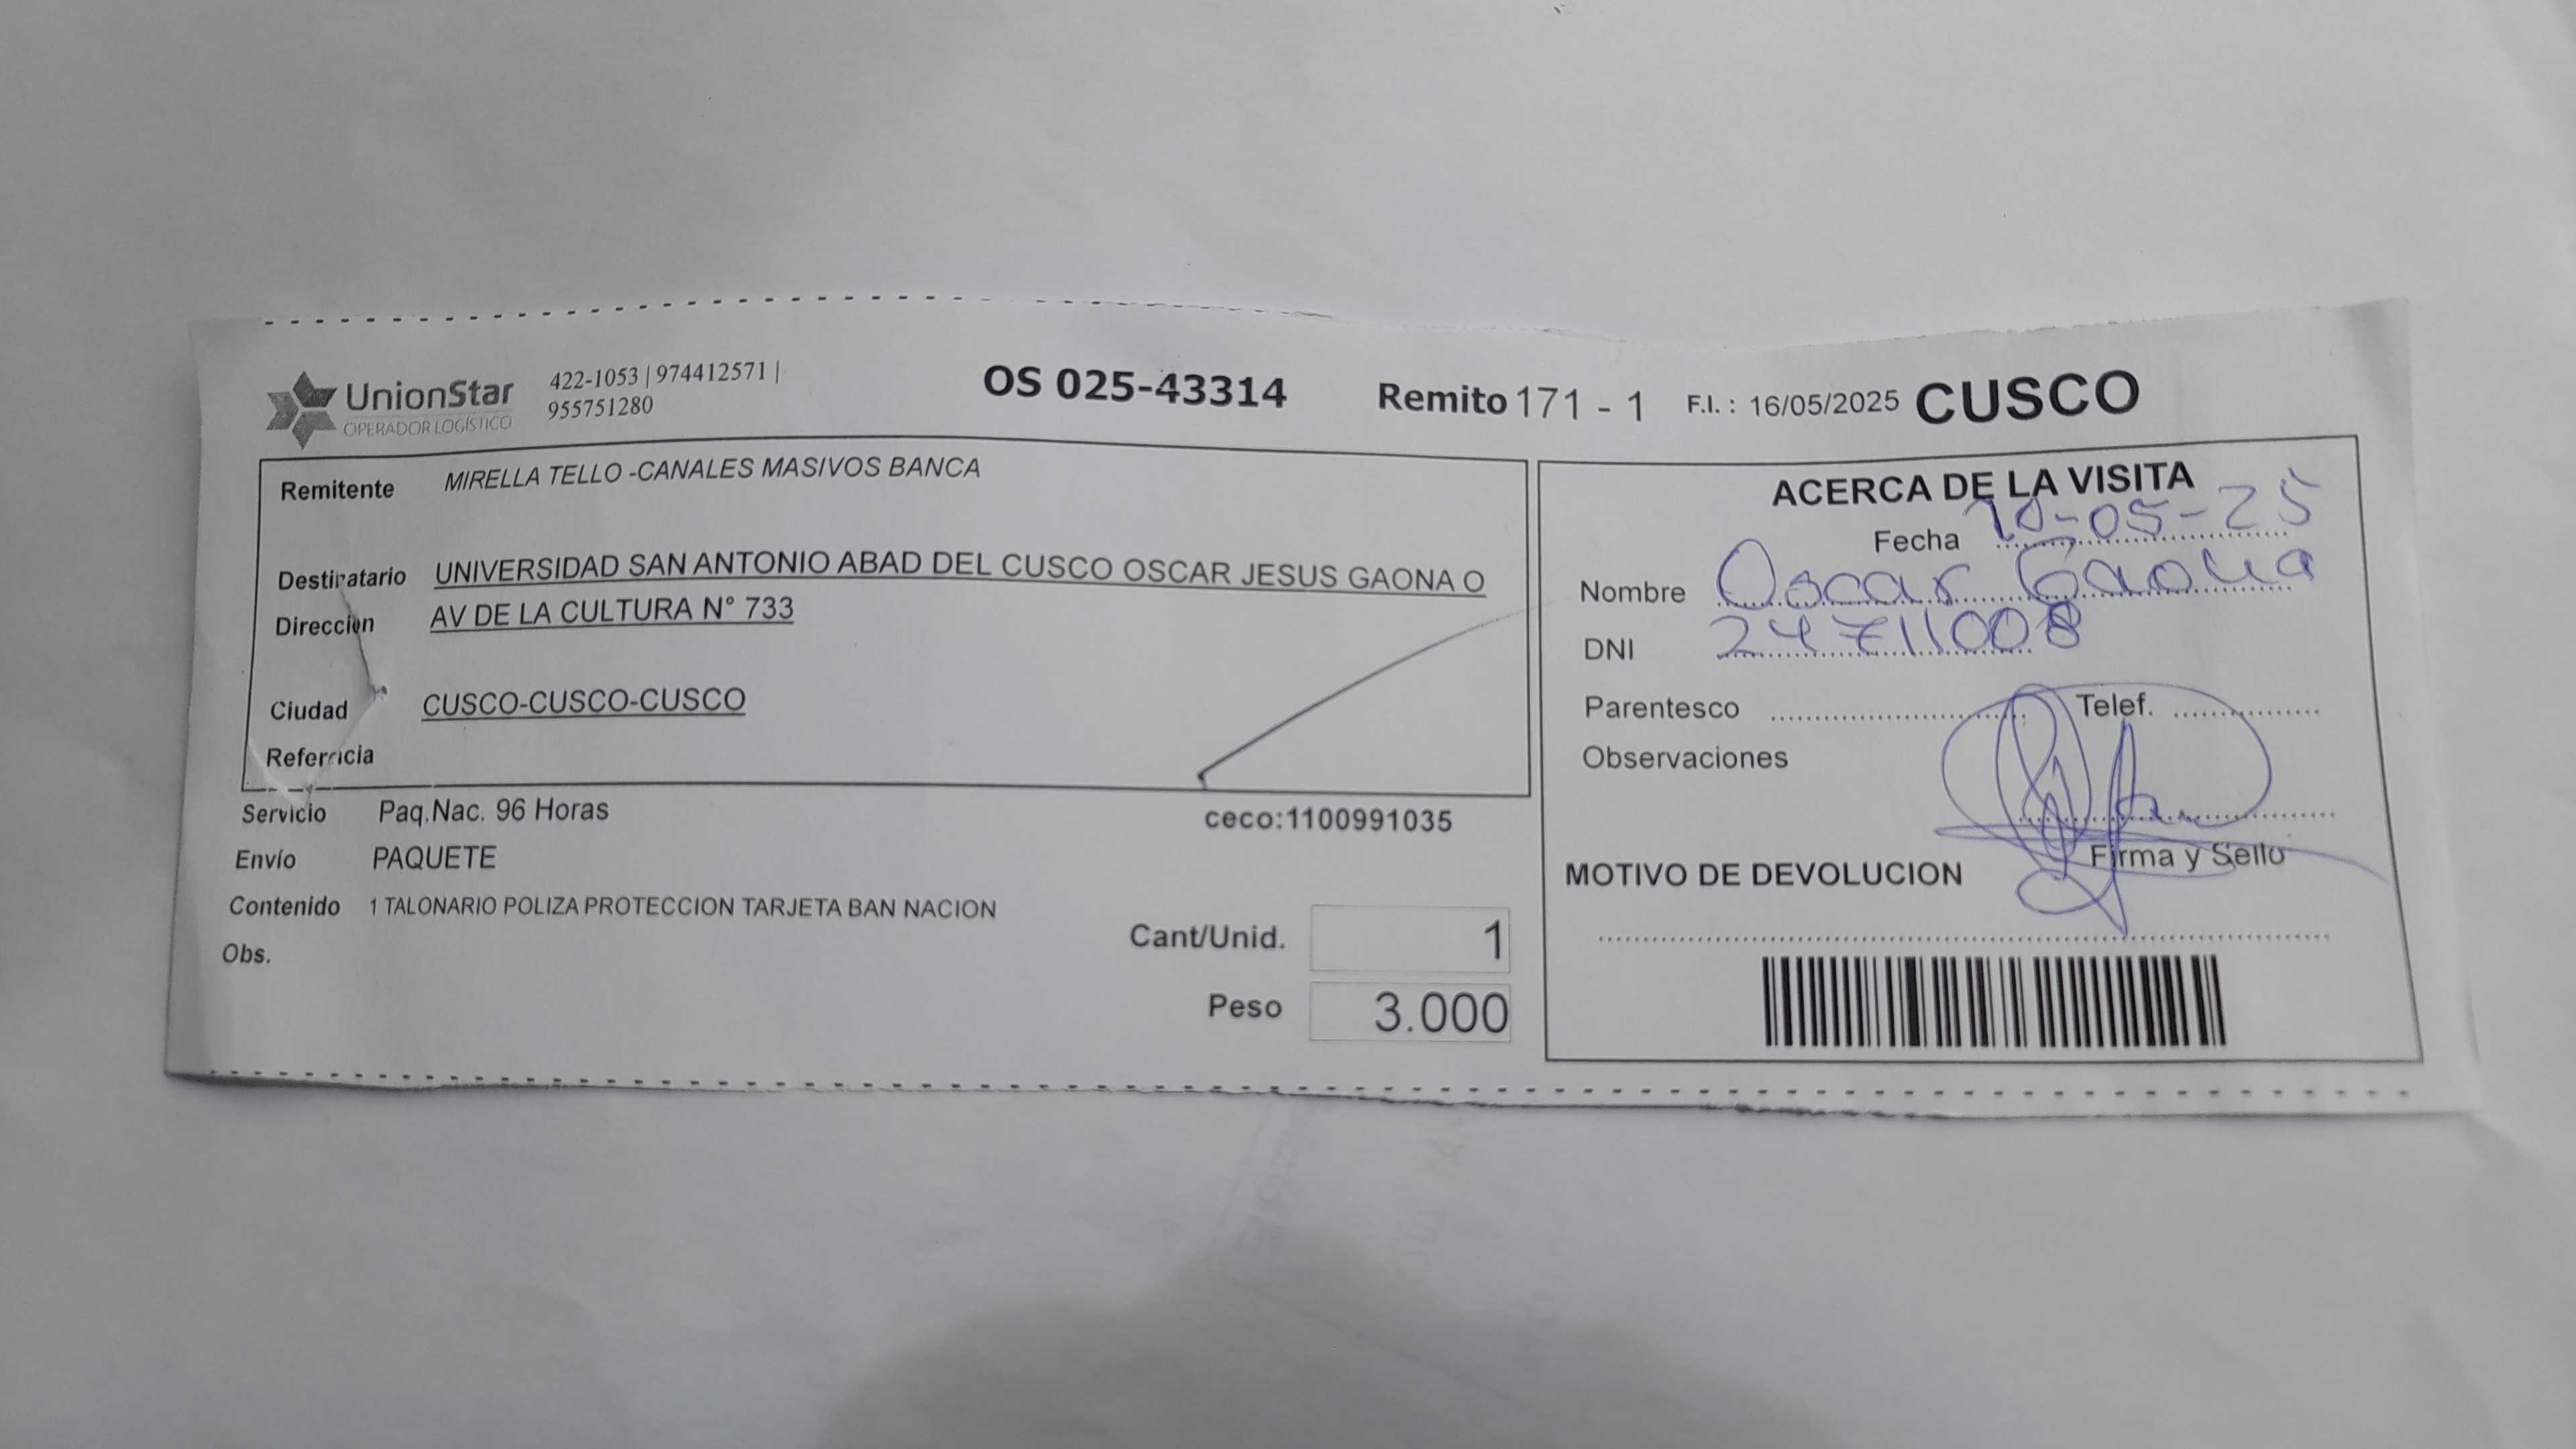 UnionStar
OPERADOR LOGÍSTICO
422-1053 | 974412571 |
955751280
OS 025-43314
Remito 171 - 1
F.I. : 16/05/2025
CUSCO
Remitente MIRELLA TELLO -CANALES MASIVOS BANCA
Destinatario UNIVERSIDAD SAN ANTONIO ABAD DEL CUSCO OSCAR JESUS GAONA O
Dirección AV DE LA CULTURA N° 733
Ciudad CUSCO-CUSCO-CUSCO
Referencia
Servicio Paq.Nac. 96 Horas
ceco:1100991035
Envío PAQUETE
Contenido 1 TALONARIO POLIZA PROTECCION TARJETA BAN NACION
Obs.
Cant/Unid. 1
Peso 3.000
ACERCA DE LA VISITA
Fecha -05-25
Nombre Oscar Gaona
DNI 24711008
Parentesco
Telef.
Observaciones
Firma y Sello
MOTIVO DE DEVOLUCION